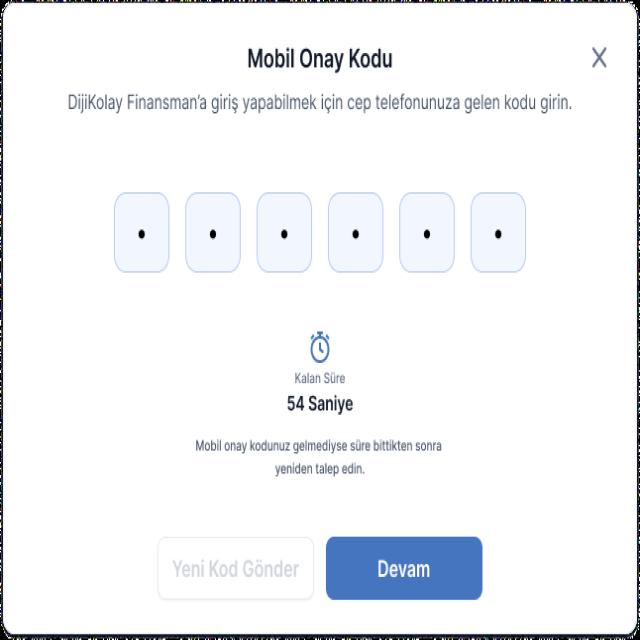 Mobil Onay Kodu
X
DijiKolay Finansman'a giriş yapabilmek için cep telefonunuza gelen kodu girin.
Kalan Süre
54 Saniye
Mobil onay kodunuz gelmediyse süre bittikten sonra
yeniden talep edin.
Yeni Kod Gönder
Devam